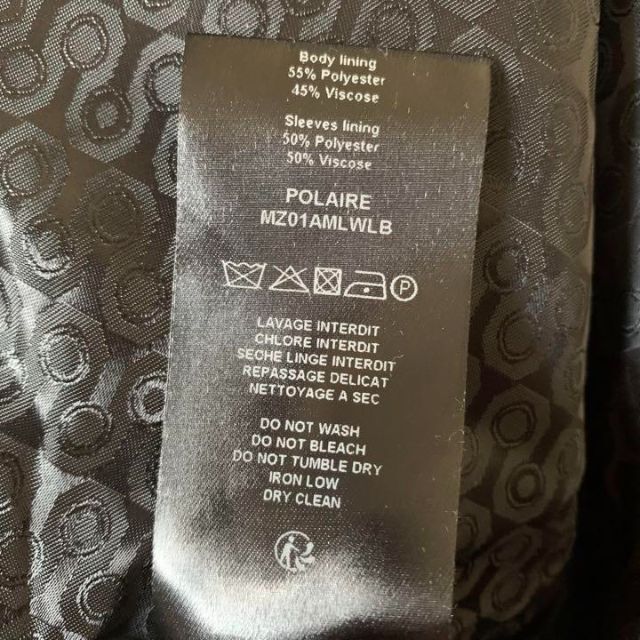 Body lining
55% Polyester
45% Viscose
Sleeves lining
50% Polyester
50% Viscose
POLAIRE
MZ01AMLWLB
P
LAVAGE INTERDIT
CHLORE INTERDIT
SECHE LINGE INTERDIT
REPASSAGE DELICAT
NETTOYAGE A SEC
DO NOT WASH
DO NOT BLEACH
DO NOT TUMBLE DRY
IRON LOW
DRY CLEAN